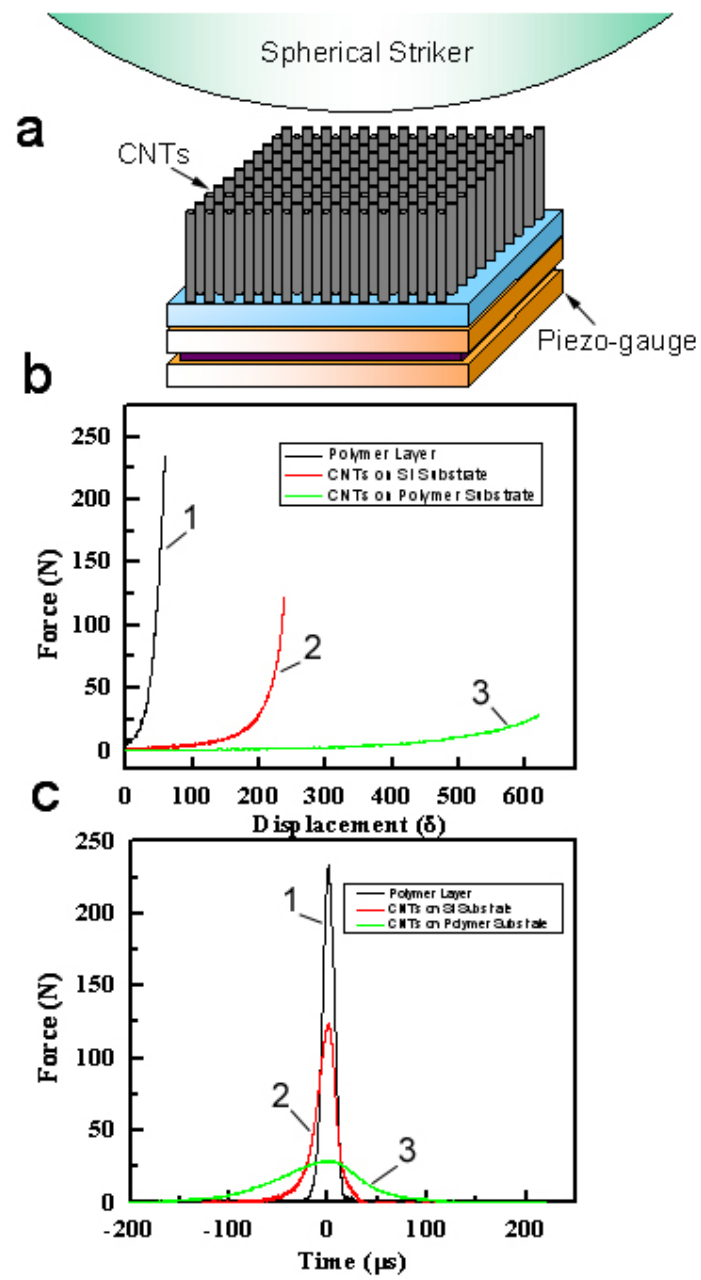 Spherical Striker
a
CNTs
Piezo-gauge
b
250
200
150
100
50
0
Force (N)
Polymer Layer
CNTs on SI Substrate
CNTs on Polymer Substrate
1
2
3
0 100 200 300 400 500 600
Displacement (δ)
c
250
200
150
100
50
0
Force (N)
Polymer Layer
CNTs on SI Substrate
CNTs on Polymer Substrate
1
2
3
-200 -100 0 100 200
Time (µs)